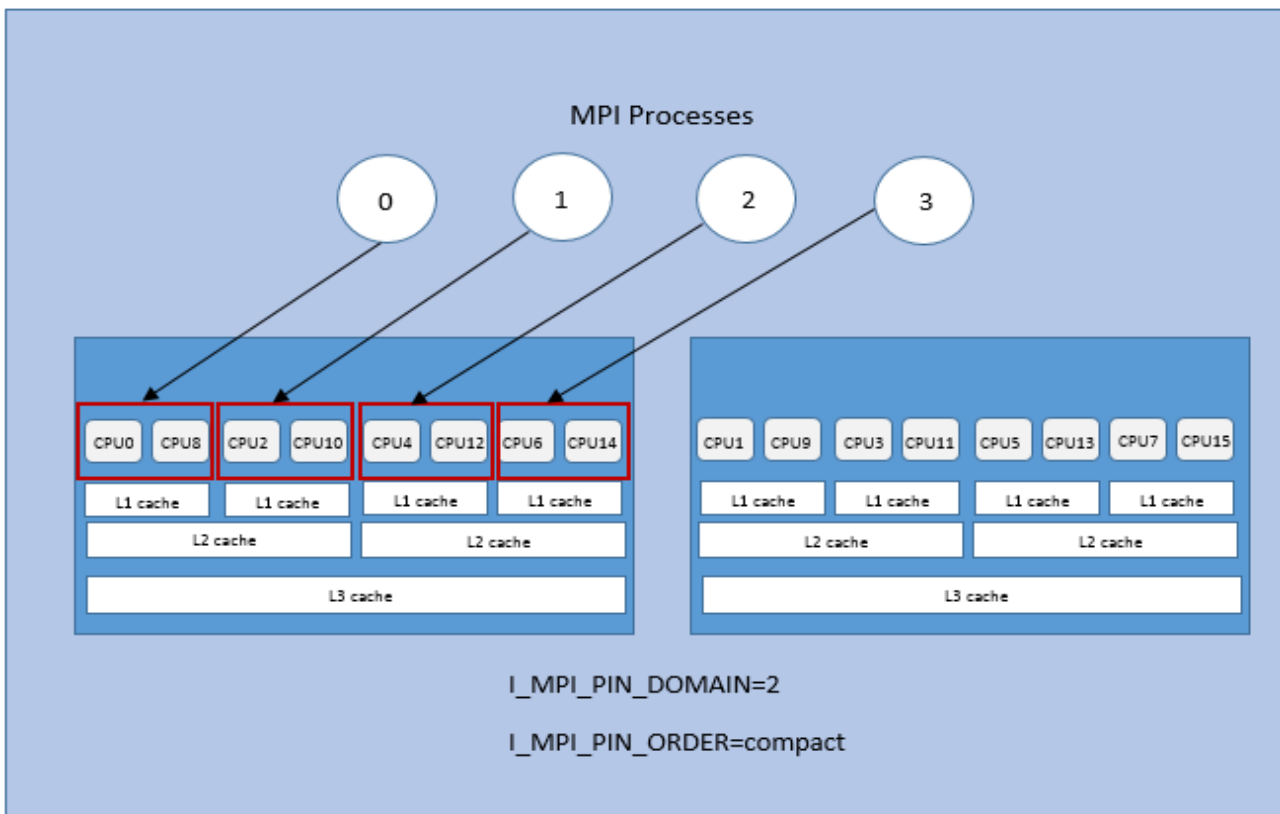 MPI Processes
0 1 2 3
CPU0 CPU8 CPU2 CPU10 CPU4 CPU12 CPU6 CPU14
L1 cache L1 cache L1 cache L1 cache
L2 cache L2 cache
L3 cache
CPU1 CPU9 CPU3 CPU11 CPU5 CPU13 CPU7 CPU15
L1 cache L1 cache L1 cache L1 cache
L2 cache L2 cache
L3 cache
I_MPI_PIN_DOMAIN=2
I_MPI_PIN_ORDER=compact